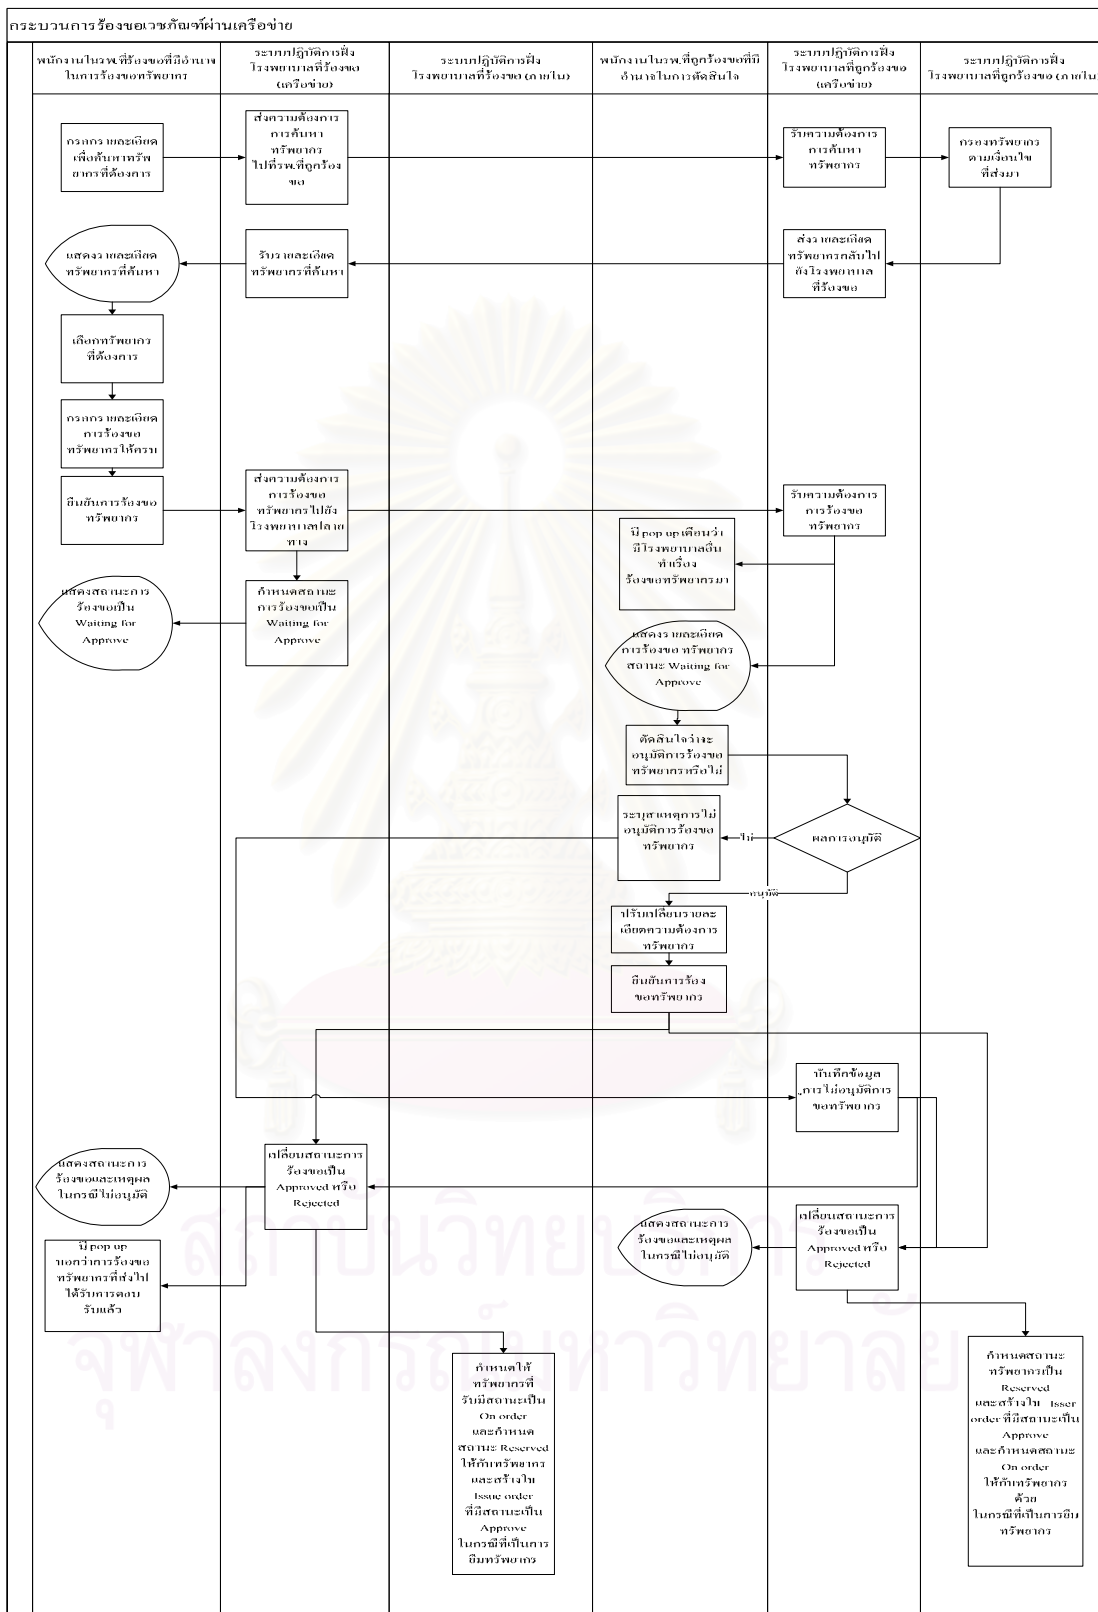 กระบวนการร้องขอเวชภัณฑ์ผ่านเครือข่าย
พนักงานในรพ.ที่ร้องขอที่มีอำนาจ
ในการร้องขอทรัพยากร
ระบบปฏิบัติการฝั่ง
โรงพยาบาลที่ร้องขอ
(เครือข่าย)
ระบบปฏิบัติการฝั่ง
โรงพยาบาลที่ร้องขอ (ภายใน)
พนักงานในรพ.ที่ถูกร้องขอที่มี
อำนาจในการตัดสินใจ
ระบบปฏิบัติการฝั่ง
โรงพยาบาลที่ถูกร้องขอ
(เครือข่าย)
ระบบปฏิบัติการฝั่ง
โรงพยาบาลที่ถูกร้องขอ (ภายใน)
กรอกรายละเอียด
เพื่อค้นหาทรัพ
ยากรที่ต้องการ
ส่งความต้องการ
การค้นหา
ทรัพยากร
ไปที่รพ.ที่ถูกร้อง
ขอ
รับความต้องการ
การค้นหา
ทรัพยากร
กรองทรัพยากร
ตามเงื่อนไข
ที่ส่งมา
แสดงรายละเอียด
ทรัพยากรที่ค้นหา
รับรายละเอียด
ทรัพยากรที่ค้นหา
ส่งรายละเอียด
ทรัพยากรกลับไป
ยังโรงพยาบาล
ที่ร้องขอ
เลือกทรัพยากร
ที่ต้องการ
กรอกรายละเอียด
การร้องขอ
ทรัพยากรให้ครบ
ยืนยันการร้องขอ
ทรัพยากร
ส่งความต้องการ
การร้องขอ
ทรัพยากรไปยัง
โรงพยาบาลปลาย
ทาง
รับความต้องการ
การร้องขอ
ทรัพยากร
มี pop up เตือนว่า
มีโรงพยาบาลอื่น
ทำเรื่อง
ร้องขอทรัพยากรมา
แสดงสถานะการ
ร้องขอเป็น
Waiting for
Approve
กำหนดสถานะ
การร้องขอเป็น
Waiting for
Approve
แสดงรายละเอียด
การร้องขอ ทรัพยากร
สถานะ Waiting for
Approve
ตัดสินใจว่าจะ
อนุมัติการร้องขอ
ทรัพยากรหรือไม่
ระบุสาเหตุการไม่
อนุมัติการร้องขอ
ทรัพยากร
ไม่
ผลการอนุมัติ
อนุมัติ
ปรับเปลี่ยนรายละ
เอียดความต้องการ
ทรัพยากร
ยืนยันการร้อง
ขอทรัพยากร
บันทึกข้อมูล
การไม่อนุมัติการ
ขอทรัพยากร
แสดงสถานะการ
ร้องขอและเหตุผล
ในกรณีไม่อนุมัติ
เปลี่ยนสถานะการ
ร้องขอเป็น
Approved หรือ
Rejected
แสดงสถานะการ
ร้องขอและเหตุผล
ในกรณีไม่อนุมัติ
เปลี่ยนสถานะการ
ร้องขอเป็น
Approved หรือ
Rejected
มี pop up
บอกว่าการร้องขอ
ทรัพยากรที่ส่งไป
ได้รับการตอบ
รับแล้ว
กำหนดให้
ทรัพยากรที่
รับมีสถานะเป็น
On order
และกำหนด
สถานะ Reserved
ให้กับทรัพยากร
และสร้างใบ
Issue order
ที่มีสถานะเป็น
Approve
ในกรณีที่เป็นการ
ยืมทรัพยากร
กำหนดสถานะ
ทรัพยากรเป็น
Reserved
และสร้างใบ Isser
order ที่มีสถานะเป็น
Approve
และกำหนดสถานะ
On order
ให้กับทรัพยากร
ด้วย
ในกรณีที่เป็นการยืม
ทรัพยากร
สถาบันวิทยบริการ
จุฬาลงกรณ์มหาวิทยาลัย